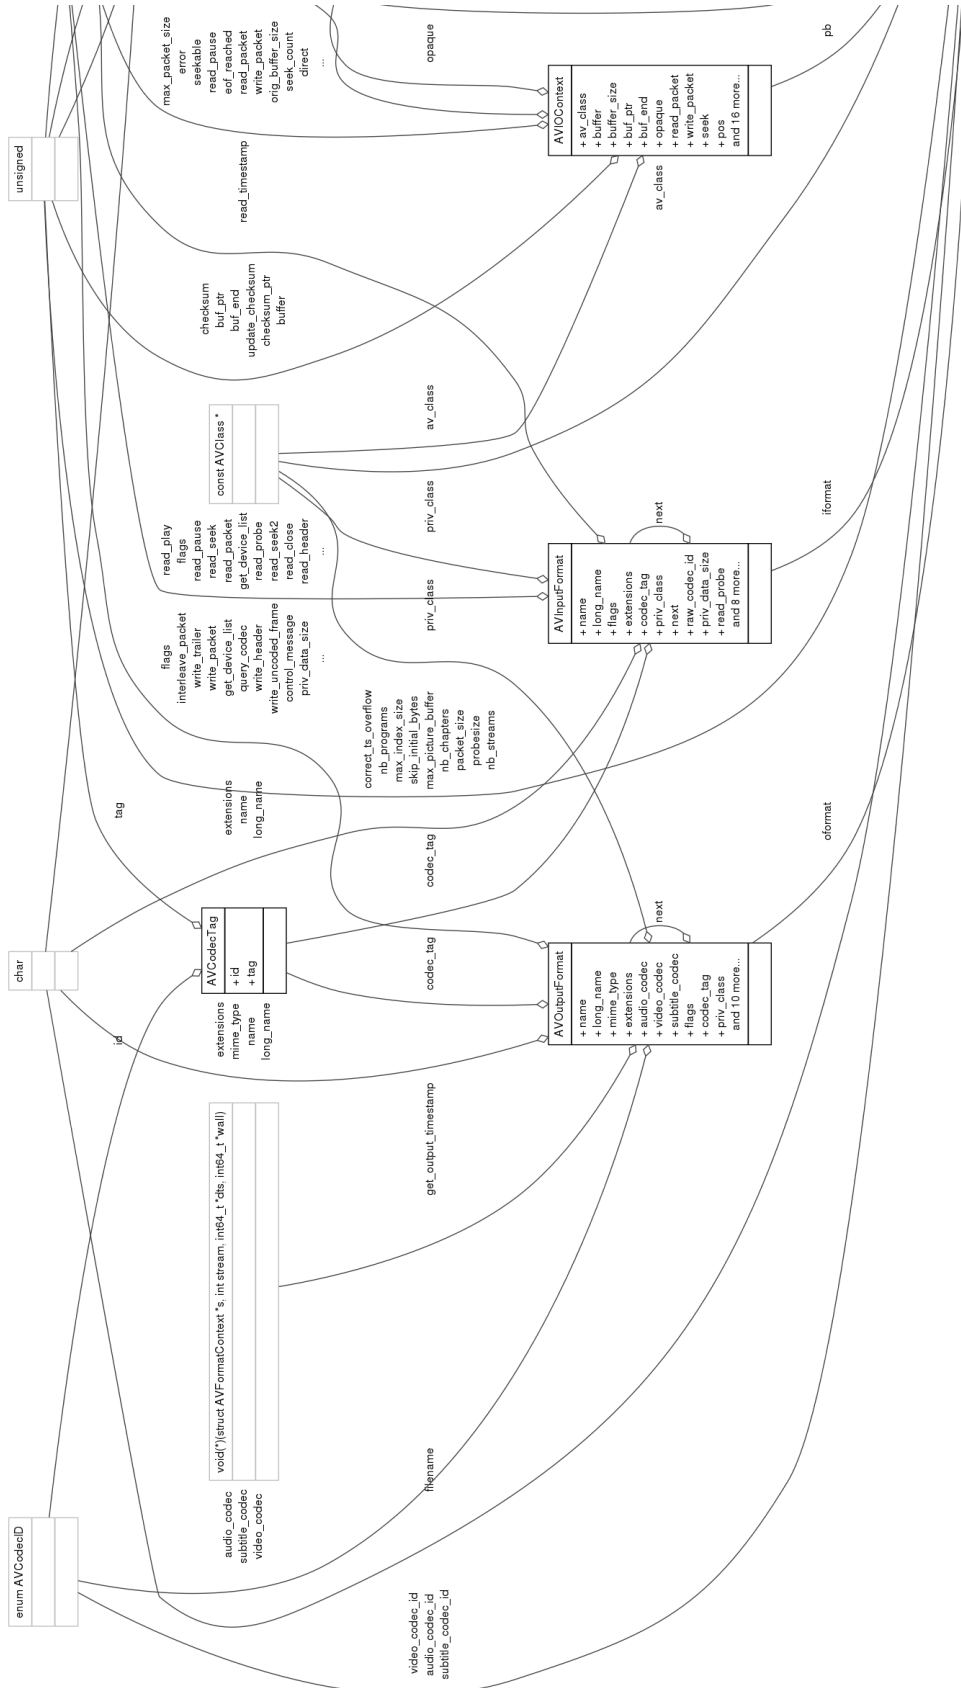 enum AVCodecID
char
unsigned
void(*)(struct AVFormatContext *s, int stream, int64_t *dts, int64_t *wall)
AVCodecTag
+ id
+ tag
const AVClass *
AVOutputFormat
+ name
+ long_name
+ mime_type
+ extensions
+ audio_codec
+ video_codec
+ subtitle_codec
+ flags
+ codec_tag
+ priv_class
and 10 more...
AVInputFormat
+ name
+ long_name
+ flags
+ extensions
+ codec_tag
+ priv_class
+ next
+ raw_codec_id
+ priv_data_size
+ read_probe
and 8 more...
AVIOContext
+ av_class
+ buffer
+ buffer_size
+ buf_ptr
+ buf_end
+ opaque
+ read_packet
+ write_packet
+ seek
+ pos
and 16 more...
id
tag
audio_codec
subtitle_codec
video_codec
extensions
mime_type
name
long_name
extensions
name
long_name
flags
interleave_packet
write_trailer
write_packet
get_device_list
query_codec
write_header
write_uncoded_frame
control_message
priv_data_size
...
read_play
flags
read_pause
read_seek
read_packet
get_device_list
read_probe
read_seek2
read_close
read_header
...
checksum
buf_ptr
buf_end
update_checksum
checksum_ptr
buffer
read_timestamp
max_packet_size
error
seekable
read_pause
eof_reached
read_packet
write_packet
orig_buffer_size
seek_count
direct
...
video_codec_id
audio_codec_id
subtitle_codec_id
filename
get_output_timestamp
codec_tag
codec_tag
correct_ts_overflow
nb_programs
max_index_size
skip_initial_bytes
max_picture_buffer
nb_chapters
packet_size
probesize
nb_streams
priv_class
priv_class
av_class
opaque
next
next
av_class
oformat
iformat
pb